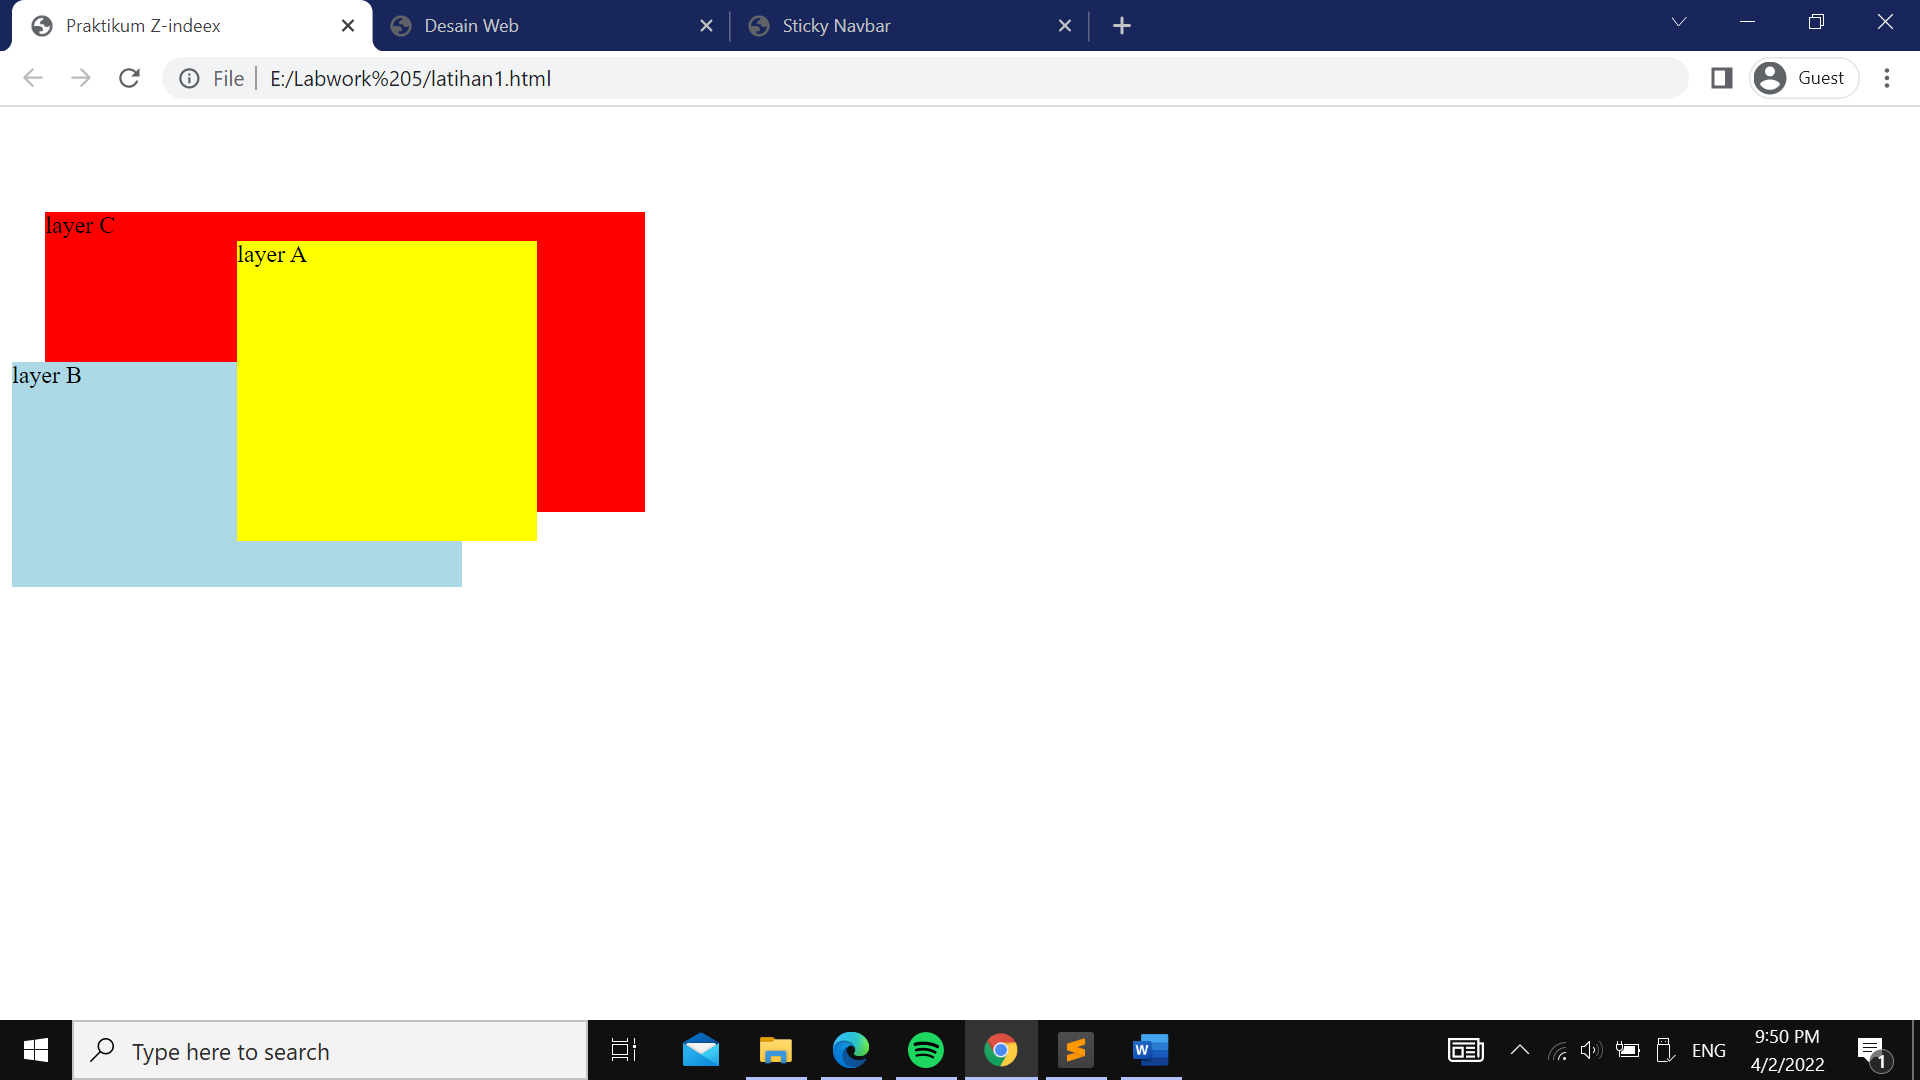 Praktikum Z-indeex
Desain Web
Sticky Navbar
File
E:/Labwork%205/latihan1.html
Guest
layer C
layer A
layer B
Type here to search
W
ENG
9:50 PM
4/2/2022
1